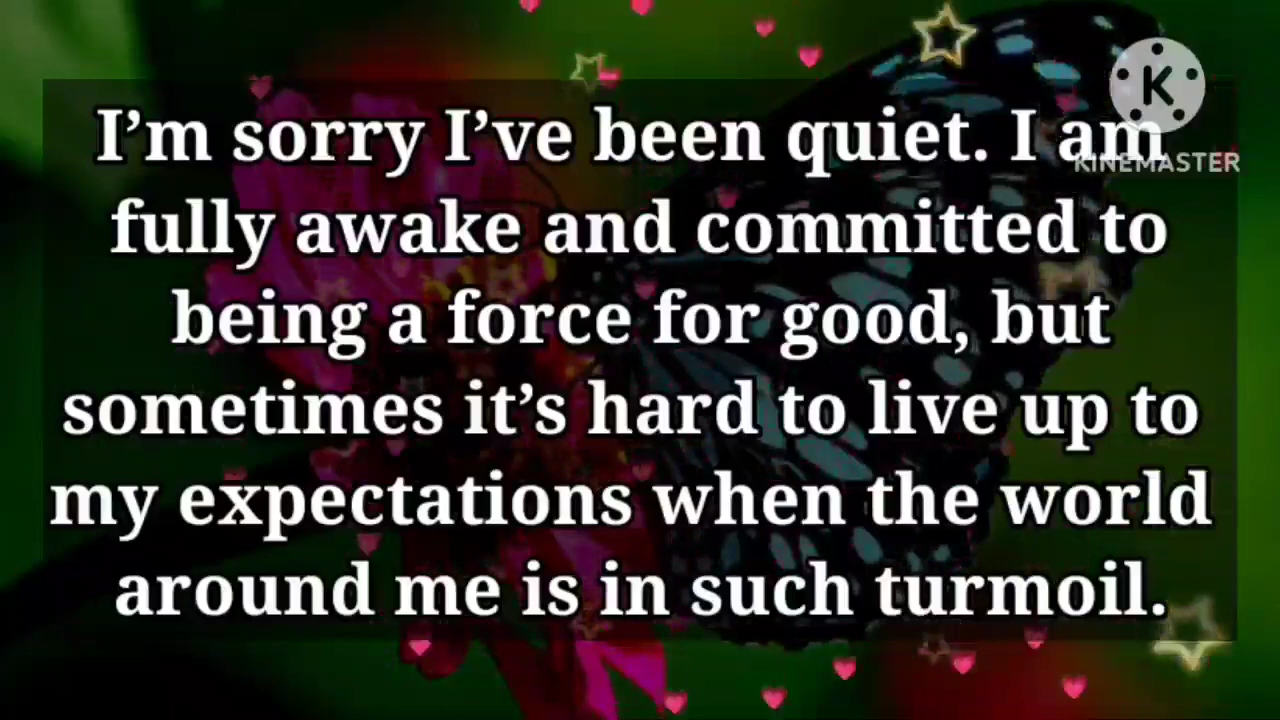 I’m sorry I’ve been quiet. I am
fully awake and committed to
being a force for good, but
sometimes it’s hard to live up to
my expectations when the world
around me is in such turmoil.
K
KINEMASTER